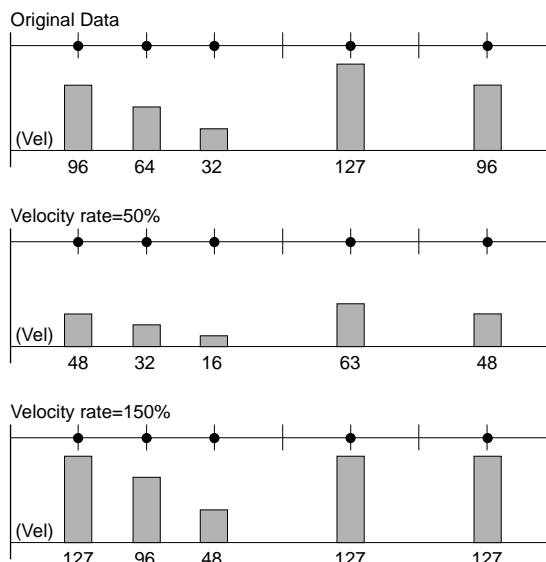 Original Data
(Vel)
96 64 32 127 96
Velocity rate=50%
(Vel)
48 32 16 63 48
Velocity rate=150%
(Vel)
127 96 48 127 127